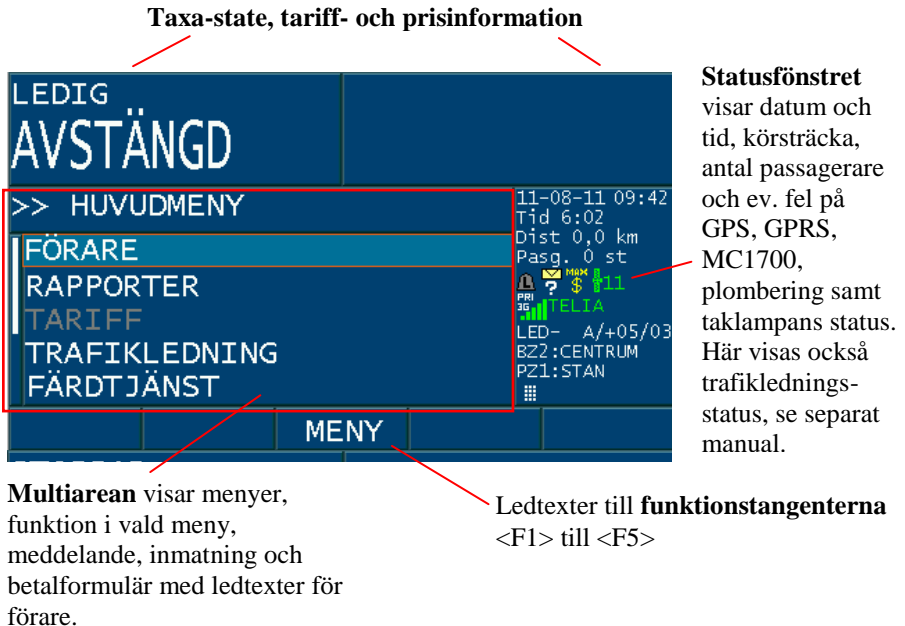 Taxa-state, tariff- och prisinformation
LEDIG
AVSTÄNGD
>> HUVUDMENY
FÖRARE
RAPPORTER
TARIFF
TRAFIKLEDNING
FÄRDTJÄNST
11-08-11 09:42
Tid 6:02
Dist 0,0 km
Pasg. 0 st
? MAX $ 11
PRI
3G TELIA
LED- A/+05/03
BZ2:CENTRUM
PZ1:STAN
MENY
Statusfönstret
visar datum och
tid, körsträcka,
antal passagerare
och ev. fel på
GPS, GPRS,
MC1700,
plombering samt
taklampans status.
Här visas också
trafiklednings-
status, se separat
manual.
Multiarean visar menyer,
funktion i vald meny,
meddelande, inmatning och
betalformulär med ledtexter för
förare.
Ledtexter till funktionstangenterna
<F1> till <F5>